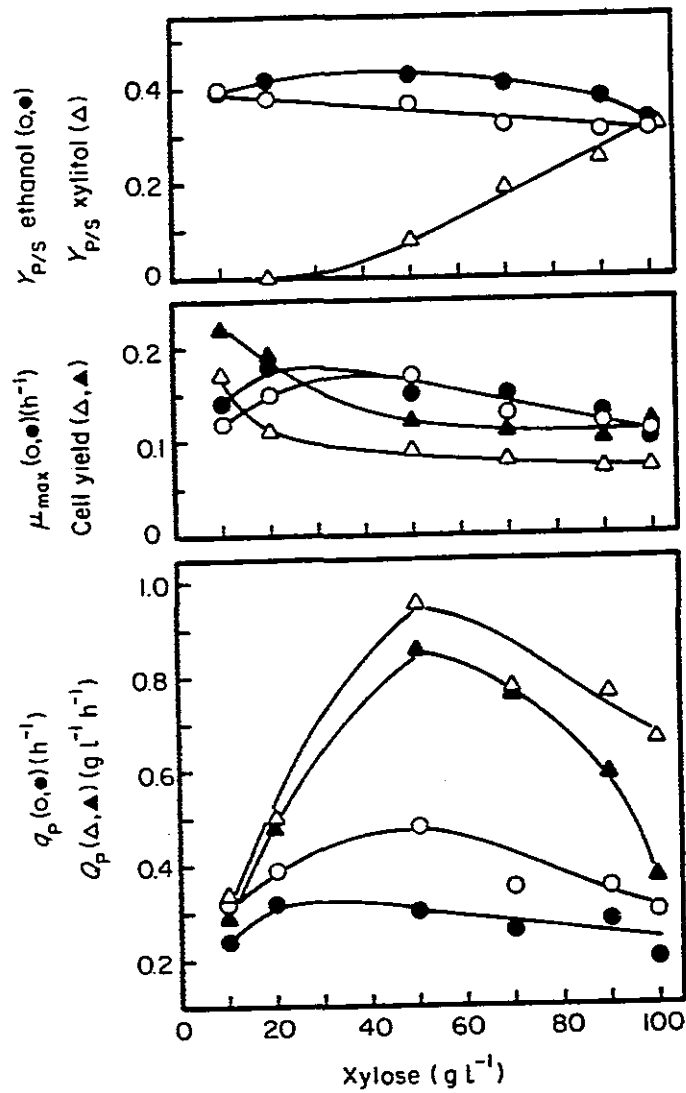 Y_P/S ethanol (o,●)
Y_P/S xylitol (△)
0.4
0.2
0
μ_max (o,●)(h⁻¹)
Cell yield (△,▲)
0.2
0.1
0
q_p (o,●)(h⁻¹)
Q_p (△,▲)(g l⁻¹ h⁻¹)
1.0
0.8
0.6
0.4
0.2
0 20 40 60 80 100
Xylose (g l⁻¹)